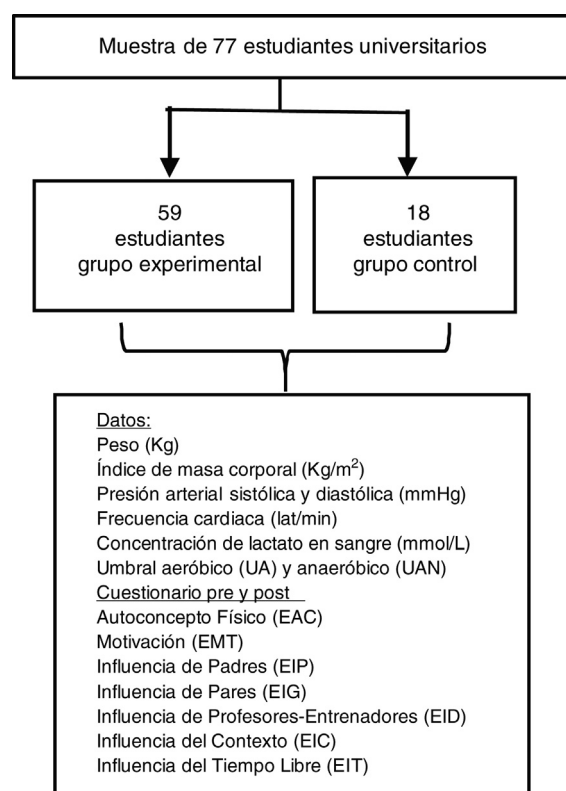 Muestra de 77 estudiantes universitarios
59
estudiantes
grupo experimental
18
estudiantes
grupo control
Datos:
Peso (Kg)
Índice de masa corporal (Kg/m²)
Presión arterial sistólica y diastólica (mmHg)
Frecuencia cardiaca (lat/min)
Concentración de lactato en sangre (mmol/L)
Umbral aeróbico (UA) y anaeróbico (UAN)
Cuestionario pre y post
Autoconcepto Físico (EAC)
Motivación (EMT)
Influencia de Padres (EIP)
Influencia de Pares (EIG)
Influencia de Profesores-Entrenadores (EID)
Influencia del Contexto (EIC)
Influencia del Tiempo Libre (EIT)